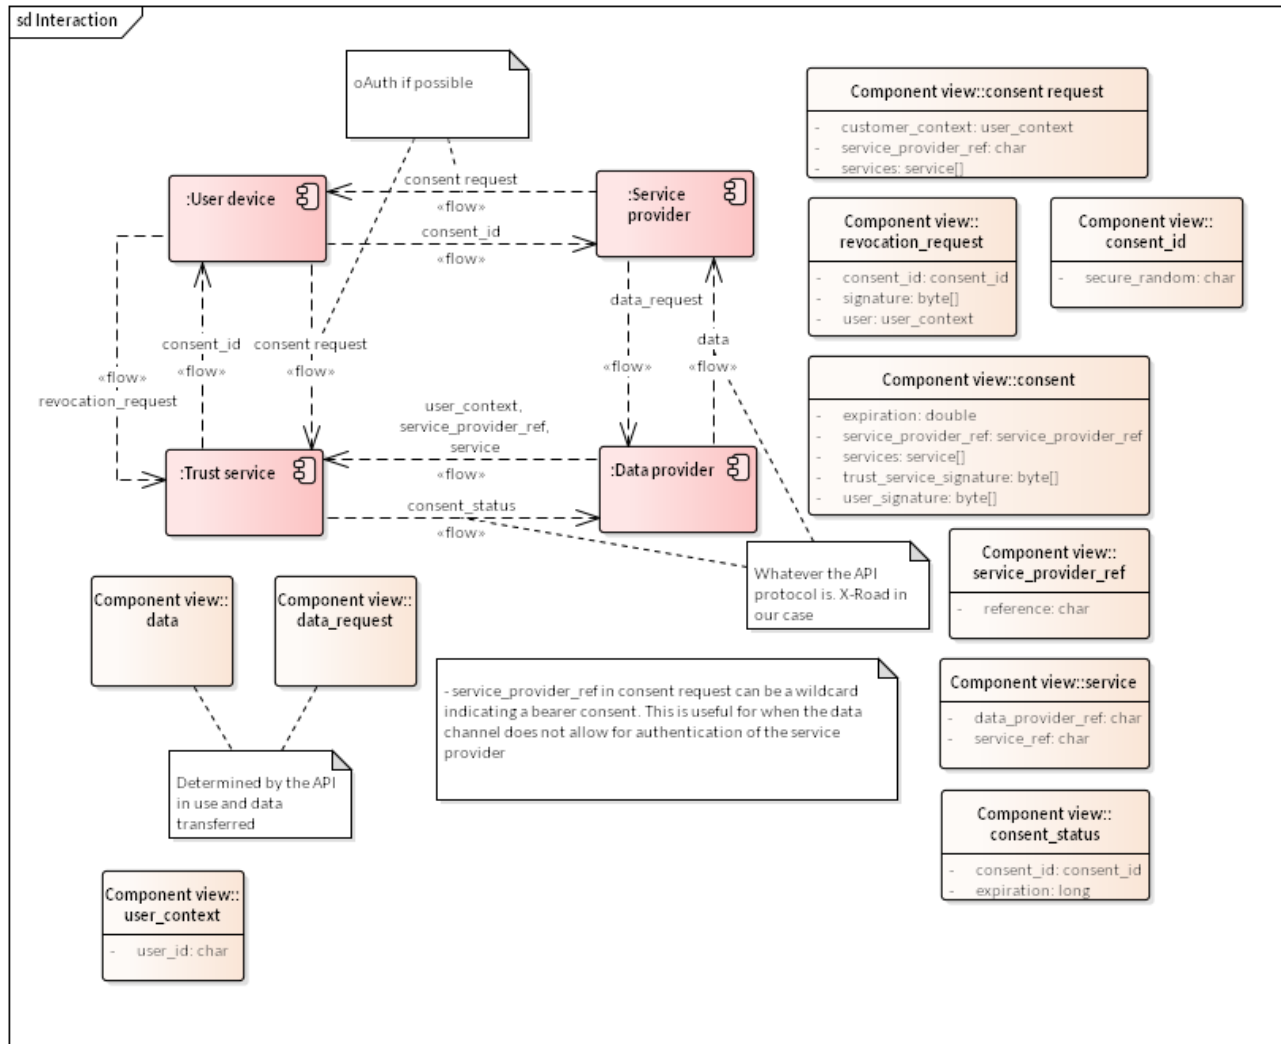 sd Interaction
oAuth if possible
:User device
consent request
«flow»
consent_id
«flow»
:Service
provider
«flow»
revocation_request
consent_id
«flow»
consent request
«flow»
data_request
«flow»
data
«flow»
:Trust service
user_context,
service_provider_ref,
service
«flow»
consent_status
«flow»
:Data provider
Whatever the API
protocol is. X-Road in
our case
Component view::
data
Component view::
data_request
Determined by the API
in use and data
transferred
- service_provider_ref in consent request can be a wildcard
indicating a bearer consent. This is useful for when the data
channel does not allow for authentication of the service
provider
Component view::
user_context
- user_id: char
Component view::consent request
- customer_context: user_context
- service_provider_ref: char
- services: service[]
Component view::
revocation_request
- consent_id: consent_id
- signature: byte[]
- user: user_context
Component view::
consent_id
- secure_random: char
Component view::consent
- expiration: double
- service_provider_ref: service_provider_ref
- services: service[]
- trust_service_signature: byte[]
- user_signature: byte[]
Component view::
service_provider_ref
- reference: char
Component view::service
- data_provider_ref: char
- service_ref: char
Component view::
consent_status
- consent_id: consent_id
- expiration: long